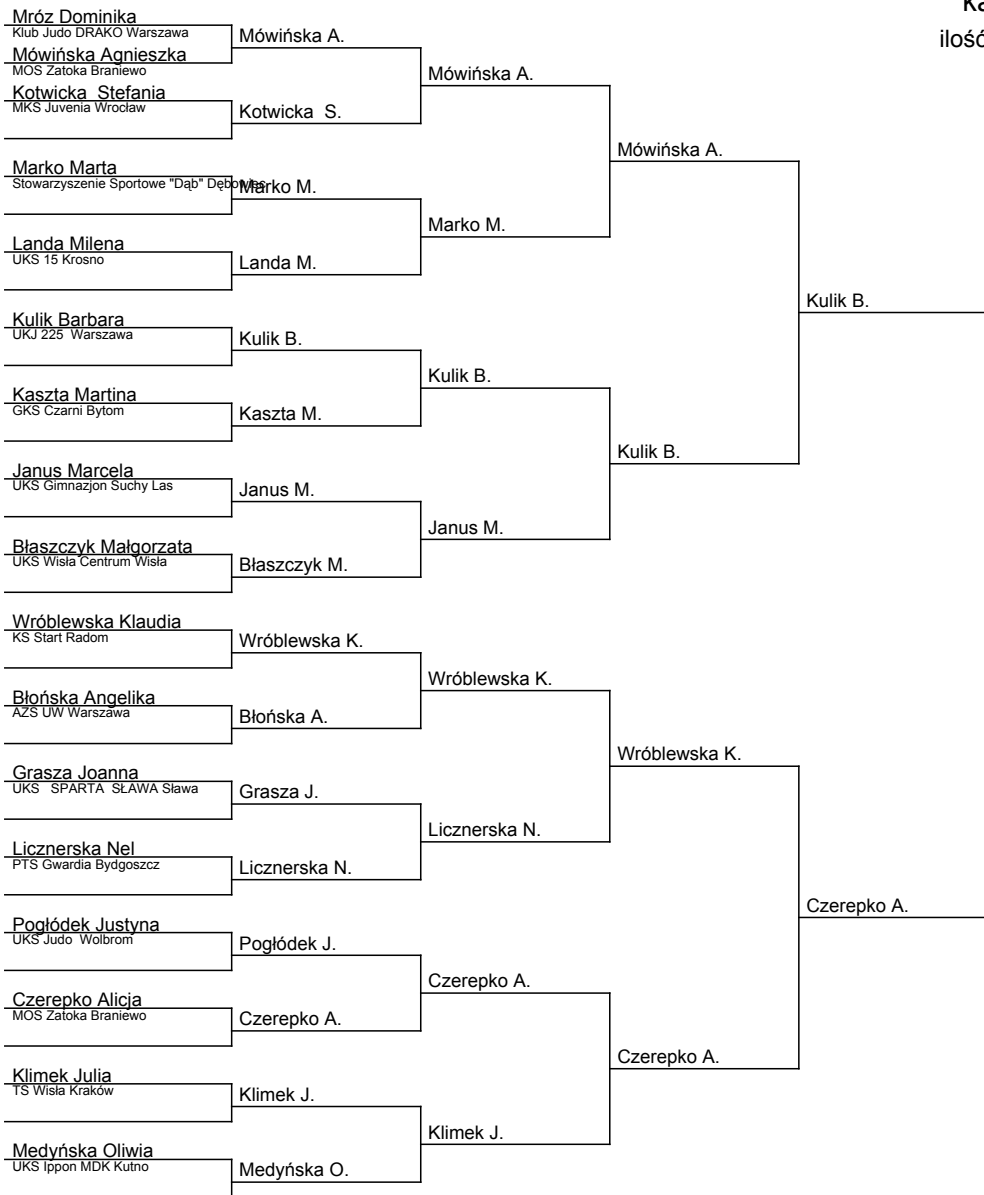 Mróz Dominika
Klub Judo DRAKO Warszawa
Mówińska Agnieszka
MOS Zatoka Braniewo
Kotwicka Stefania
MKS Juvenia Wrocław
Marko Marta
Stowarzyszenie Sportowe "Dąb" Dębowiec
Landa Milena
UKS 15 Krosno
Kulik Barbara
UKJ 225 Warszawa
Kaszta Martina
GKS Czarni Bytom
Janus Marcela
UKS Gimnazjon Suchy Las
Błaszczyk Małgorzata
UKS Wisła Centrum Wisła
Wróblewska Klaudia
KS Start Radom
Błońska Angelika
AZS UW Warszawa
Grasza Joanna
UKS SPARTA SŁAWA Sława
Licznerska Nel
PTS Gwardia Bydgoszcz
Pogłódek Justyna
UKS Judo Wolbrom
Czerepko Alicja
MOS Zatoka Braniewo
Klimek Julia
TS Wisła Kraków
Medyńska Oliwia
UKS Ippon MDK Kutno
Mówińska A.
Kotwicka S.
Marko M.
Landa M.
Kulik B.
Kaszta M.
Janus M.
Błaszczyk M.
Wróblewska K.
Błońska A.
Grasza J.
Licznerska N.
Pogłódek J.
Czerepko A.
Klimek J.
Medyńska O.
Mówińska A.
Marko M.
Kulik B.
Janus M.
Wróblewska K.
Licznerska N.
Czerepko A.
Klimek J.
Mówińska A.
Kulik B.
Wróblewska K.
Czerepko A.
Kulik B.
Czerepko A.
ilość